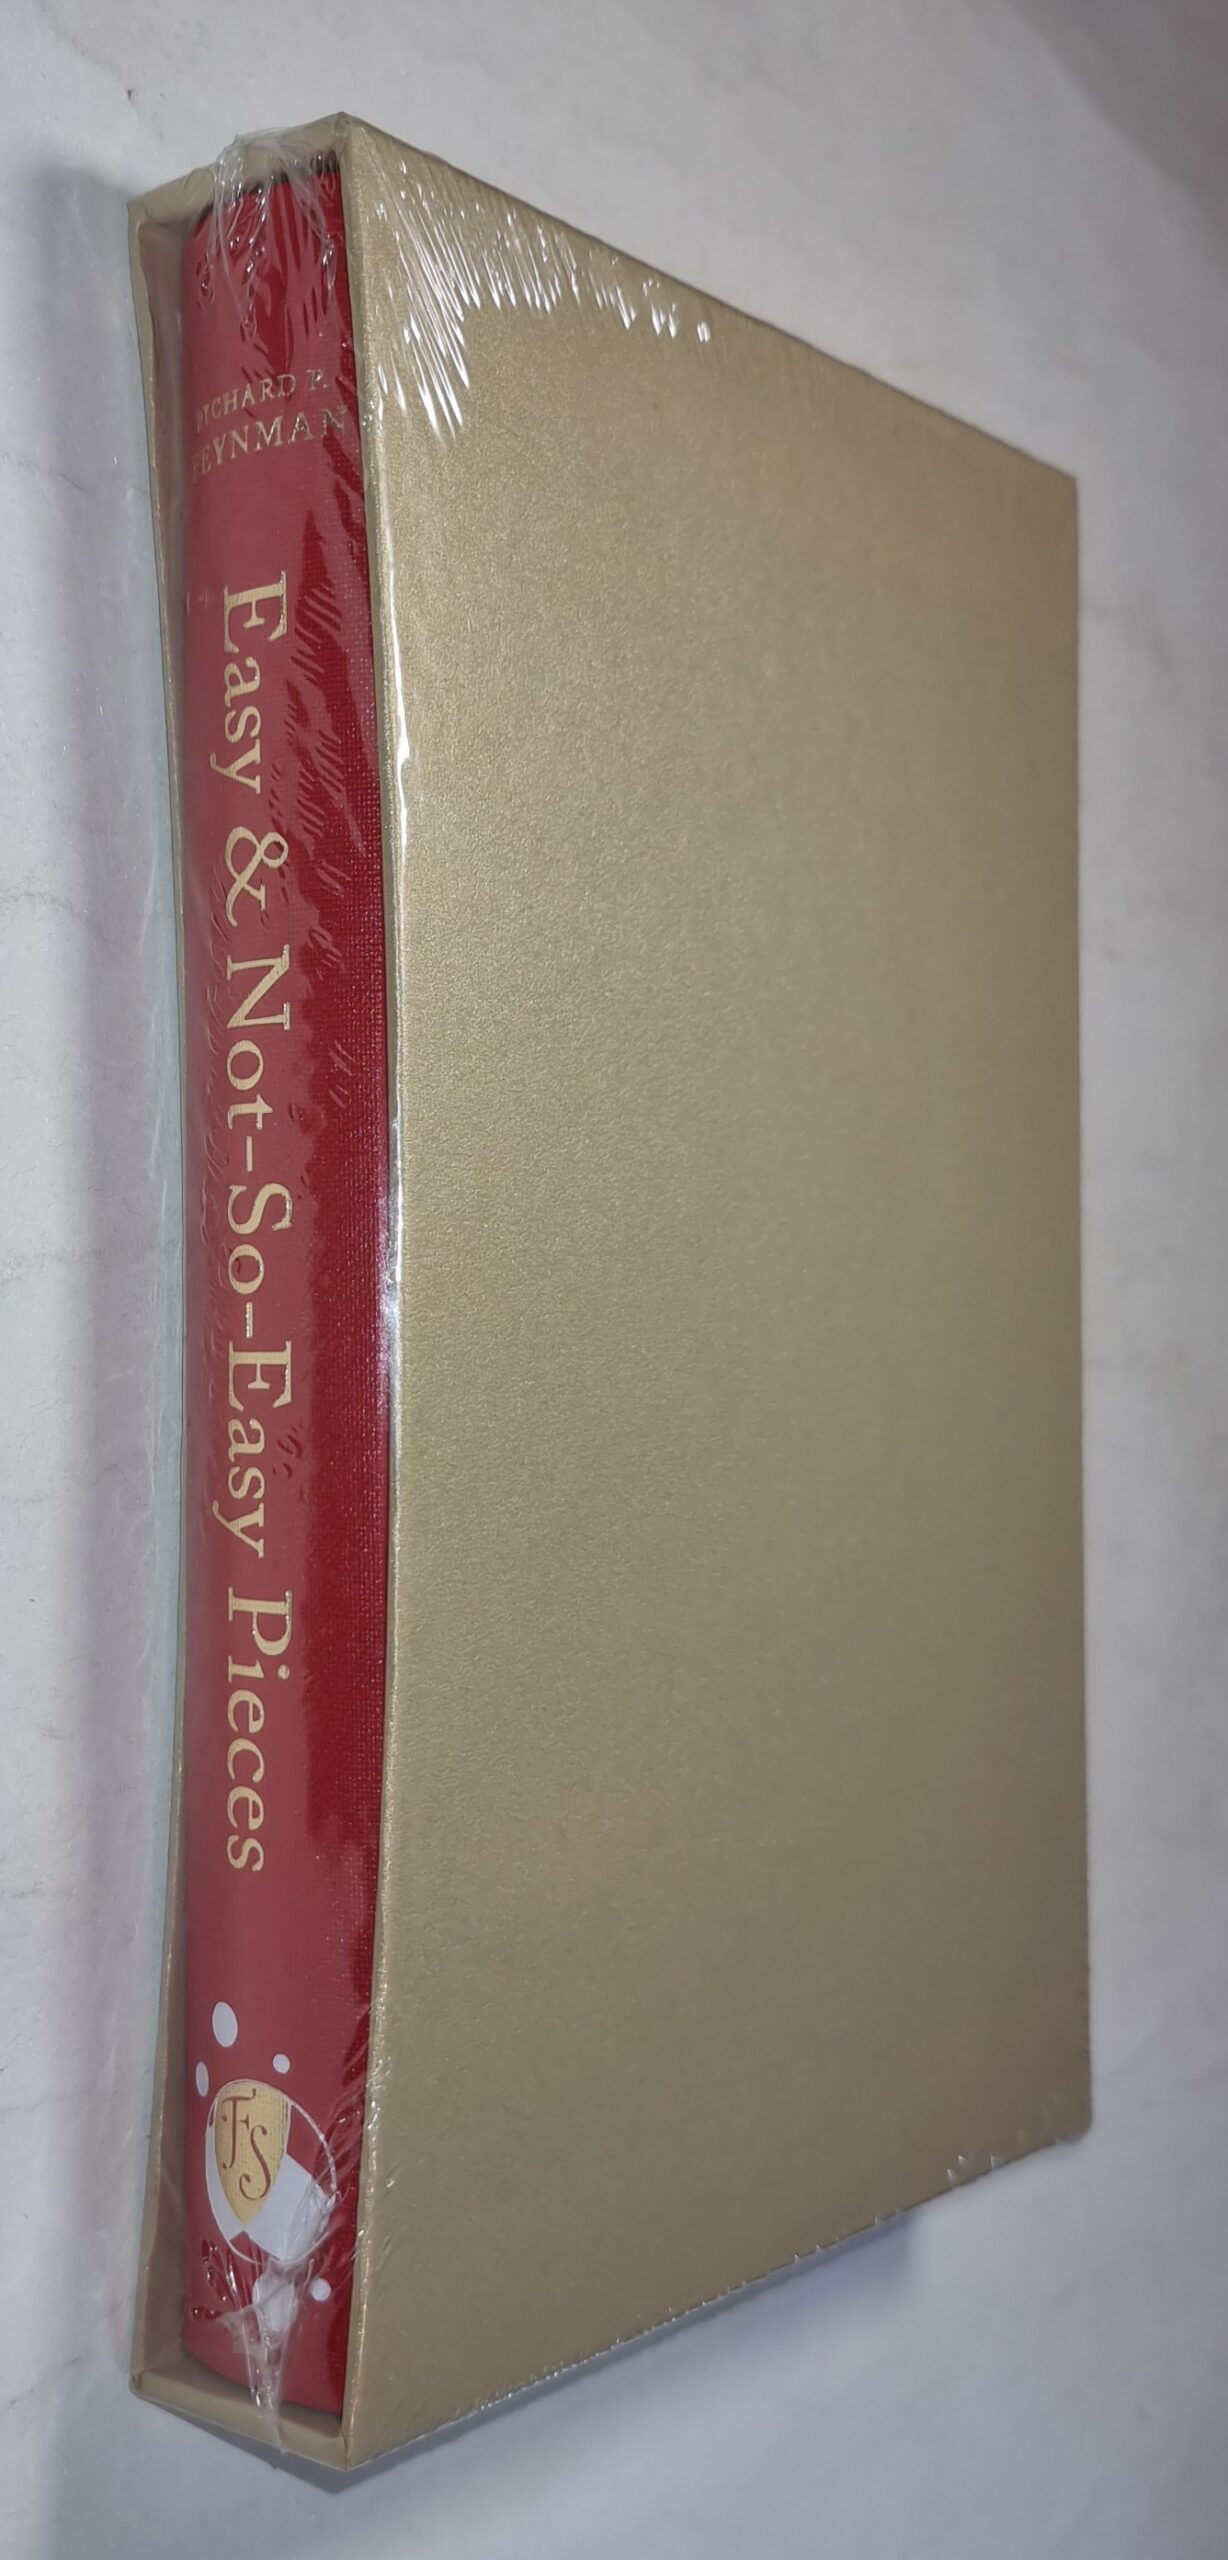 RICHARD P.
FEYNMAN
Easy & Not-So-Easy Pieces
FS